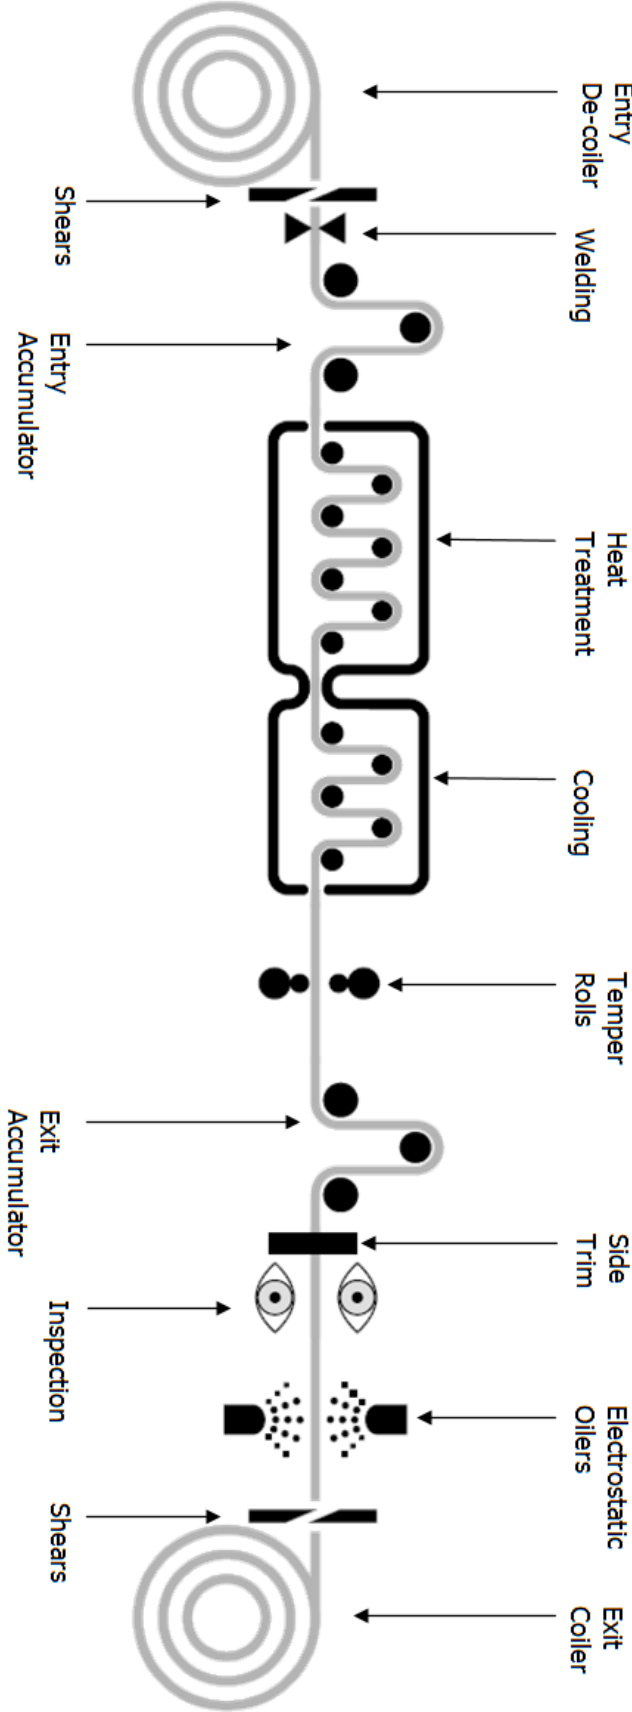 Entry
De-coiler
Welding
Heat
Treatment
Cooling
Temper
Rolls
Side
Trim
Electrostatic
Oilers
Exit
Coiler
Shears
Entry
Accumulator
Exit
Accumulator
Inspection
Shears